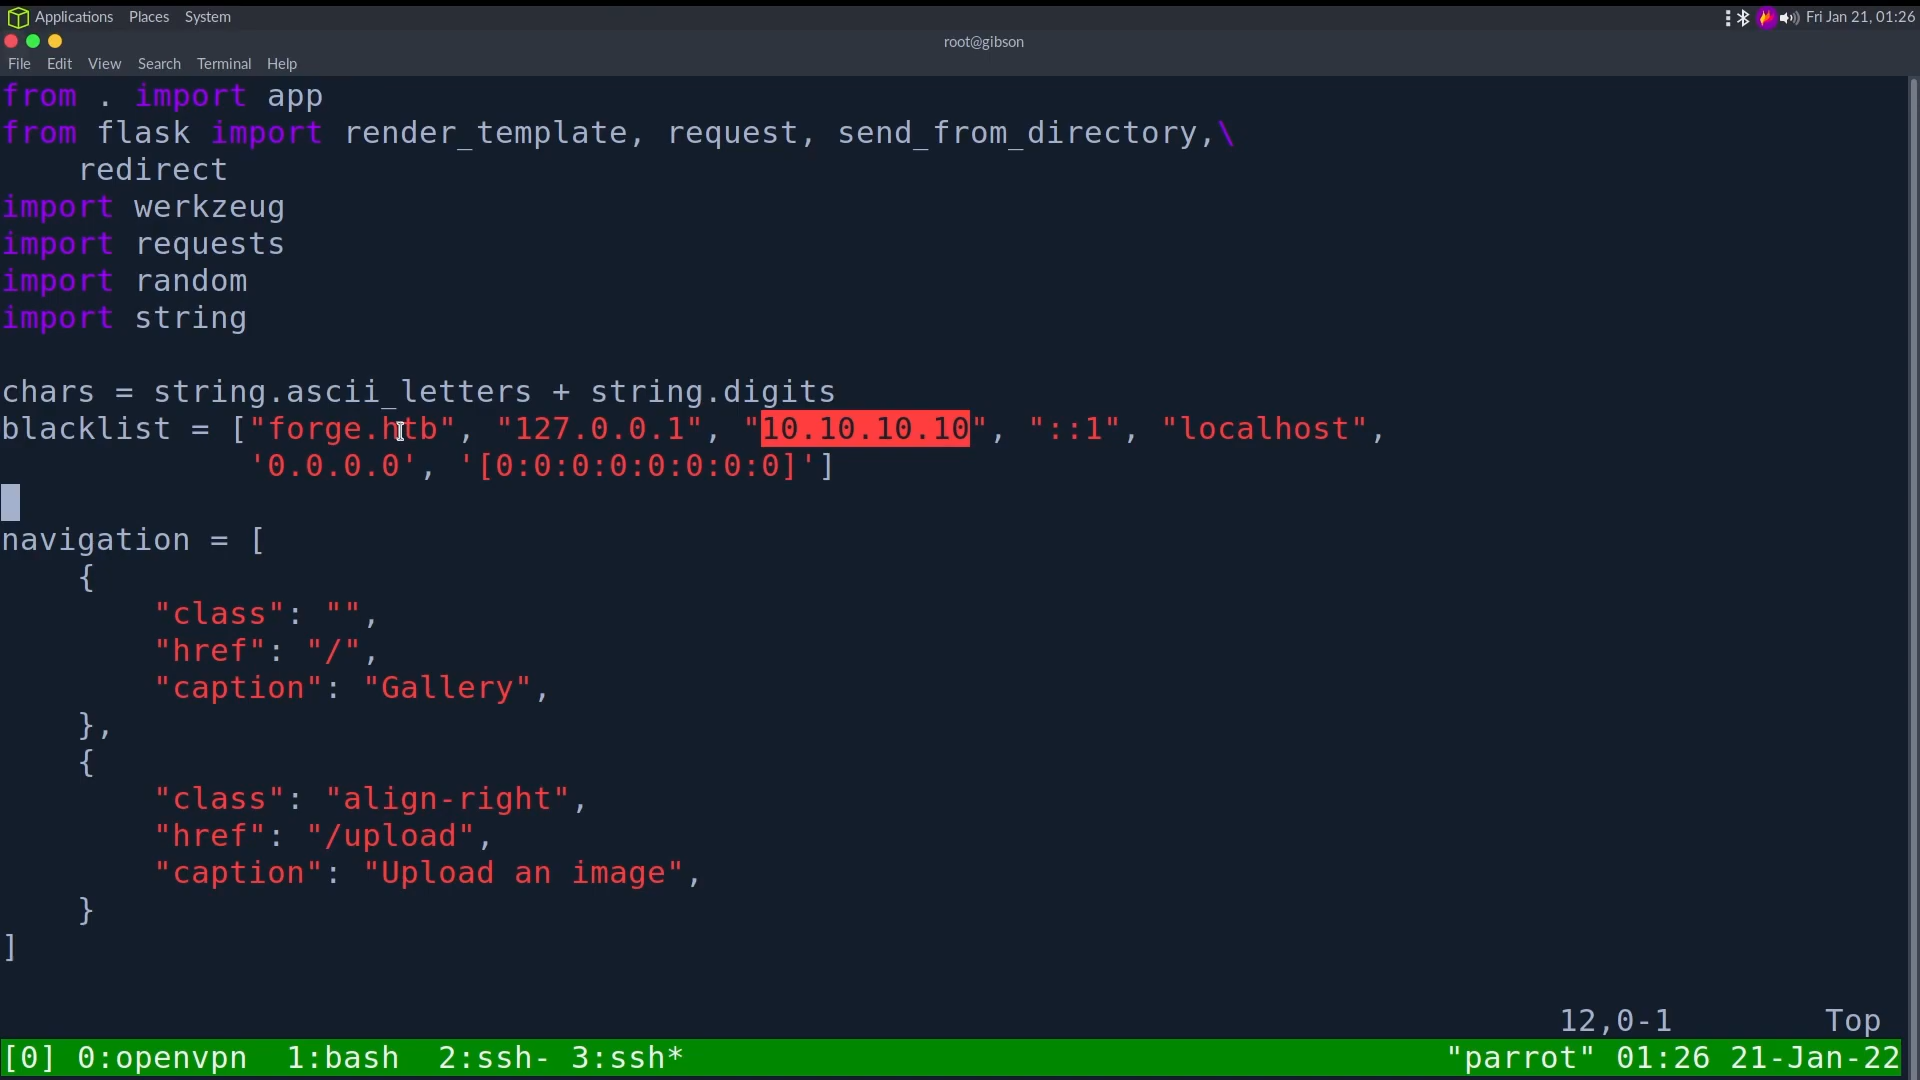 Applications Places System Fri Jan 21, 01:26
root@gibson
File Edit View Search Terminal Help
from . import app
from flask import render_template, request, send_from_directory,\
    redirect
import werkzeug
import requests
import random
import string

chars = string.ascii_letters + string.digits
blacklist = ["forge.htb", "127.0.0.1", "10.10.10.10", "::1", "localhost",
             '0.0.0.0', '[0:0:0:0:0:0:0:0]']

navigation = [
    {
        "class": "",
        "href": "/",
        "caption": "Gallery",
    },
    {
        "class": "align-right",
        "href": "/upload",
        "caption": "Upload an image",
    }
]
12,0-1 Top
[0] 0:openvpn 1:bash 2:ssh- 3:ssh* "parrot" 01:26 21-Jan-22